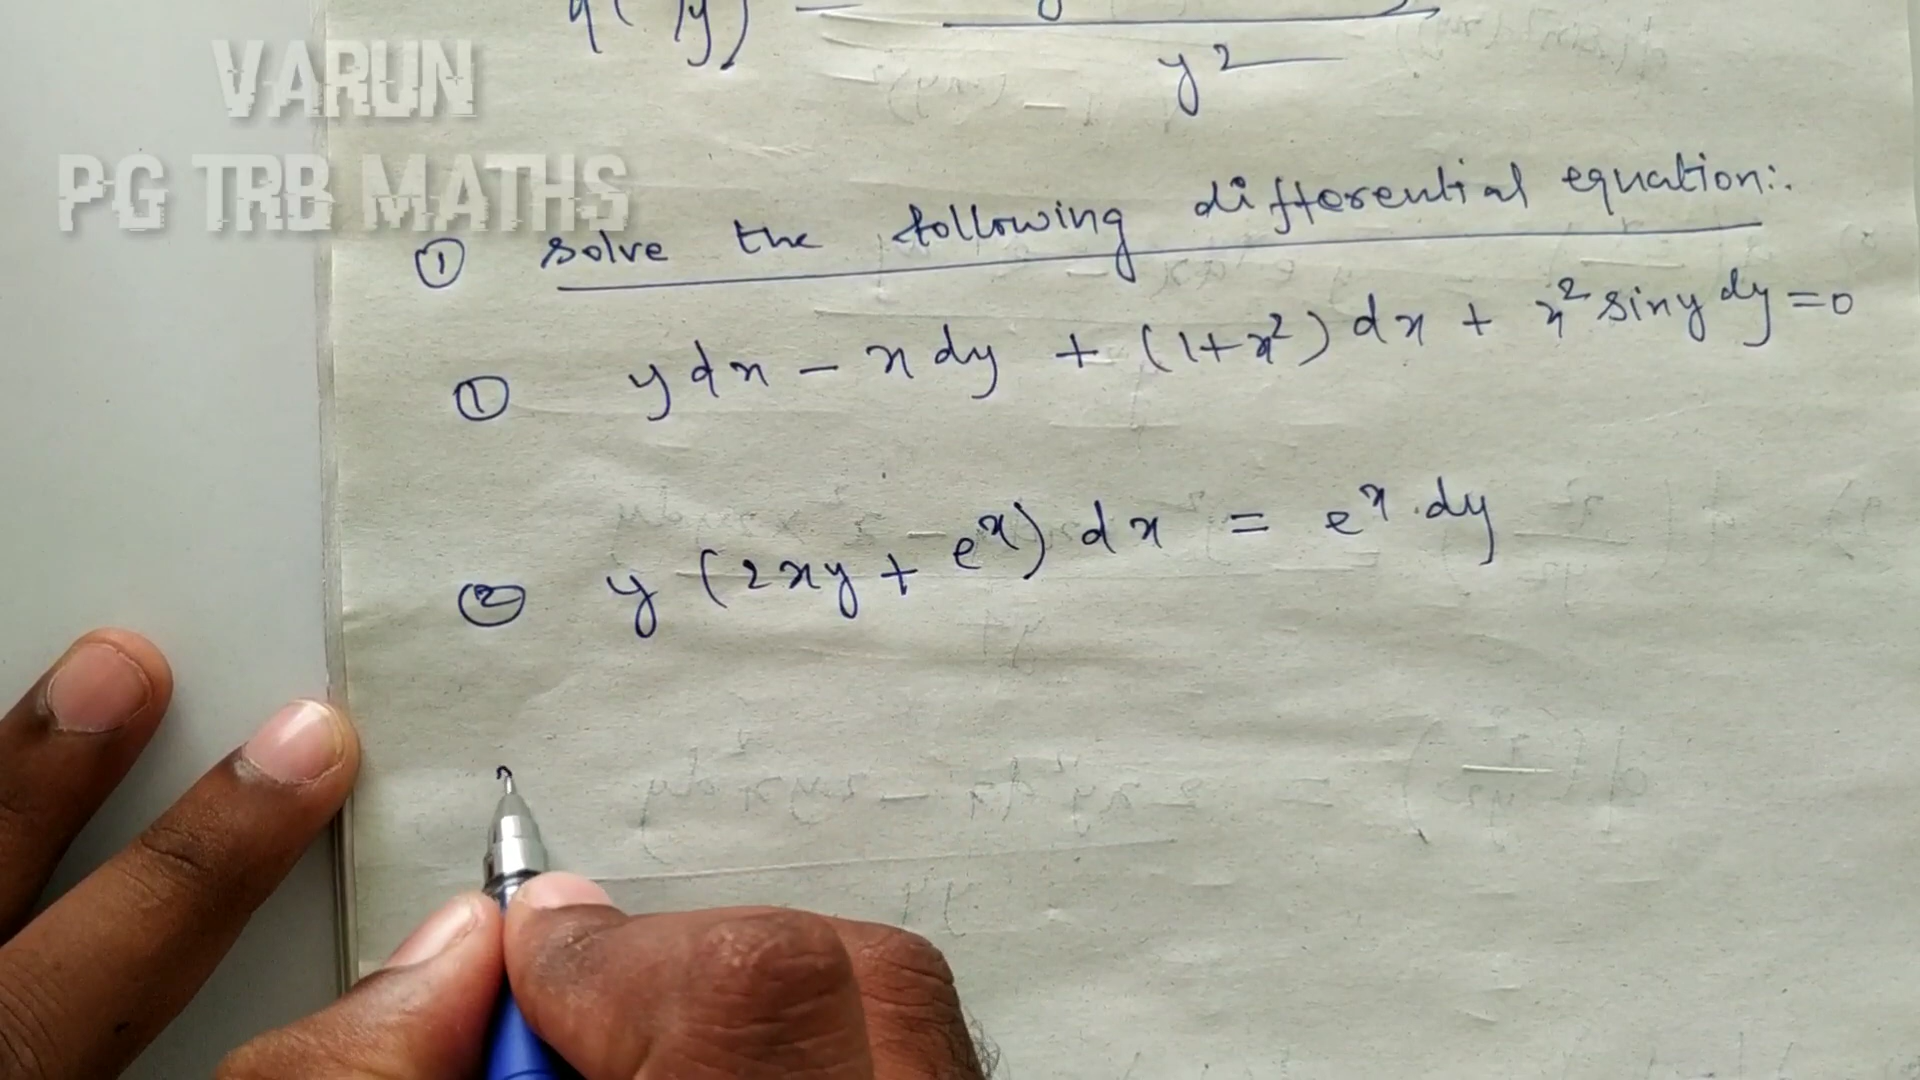 VARUN
PG TRB MATHS
y²
① solve the following differential equation:.
① y dx - x dy + (1+x²) dx + x² siny dy = 0
② y (2xy + eˣ) dx = eˣ . dy